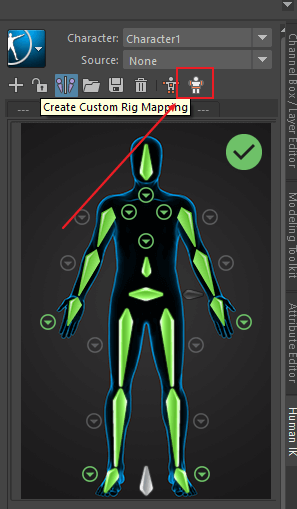 Character:
Character1
Source:
None
Create Custom Rig Mapping
---
---
Channel Box / Layer Editor
Modeling Toolkit
Attribute Editor
Human IK